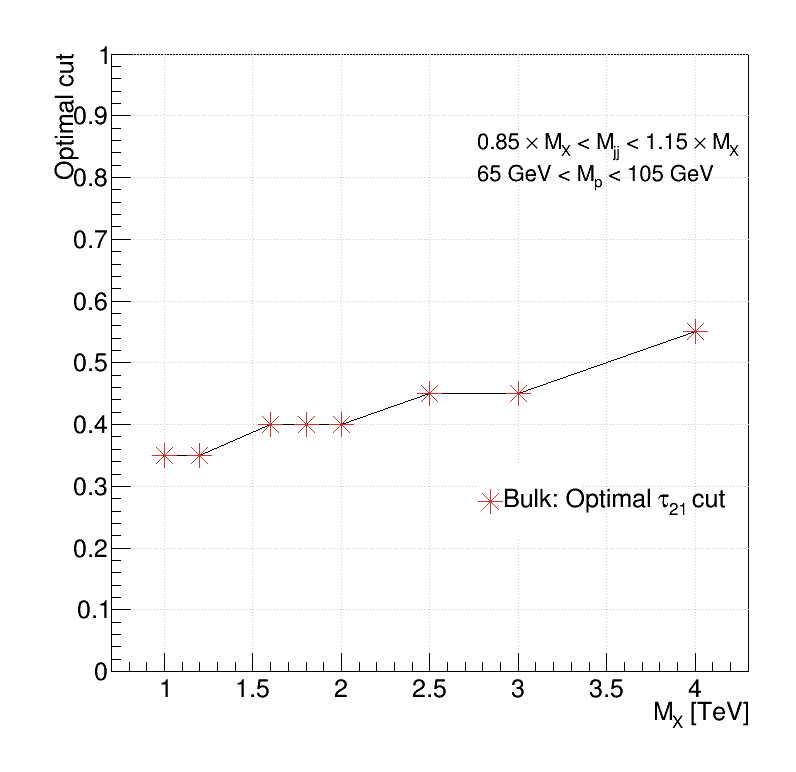 Optimal cut
1
0.9
0.8
0.7
0.6
0.5
0.4
0.3
0.2
0.1
0
0.85 × M_X < M_jj < 1.15 × M_X
65 GeV < M_p < 105 GeV
Bulk: Optimal τ_21 cut
1 1.5 2 2.5 3 3.5 4
M_X [TeV]